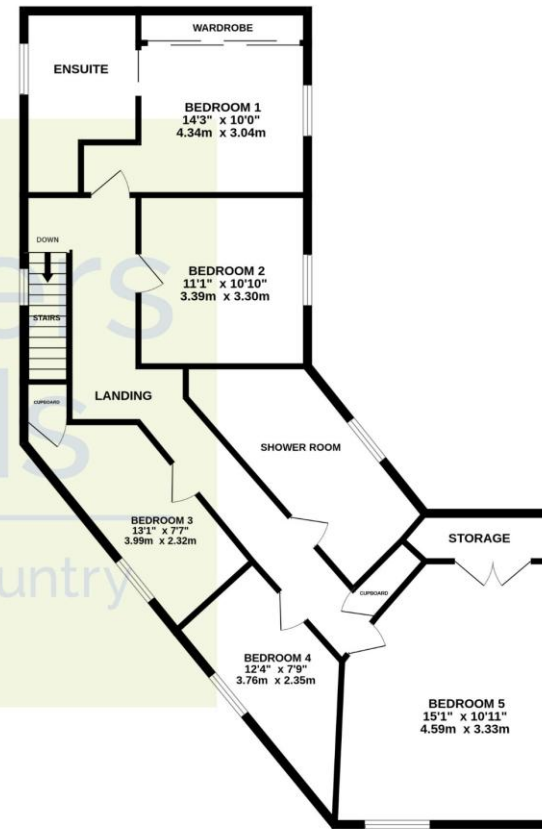 WARDROBE
ENSUITE
BEDROOM 1
14'3" x 10'0"
4.34m x 3.04m
DOWN
BEDROOM 2
11'1" x 10'10"
3.39m x 3.30m
STAIRS
CUPBOARD
LANDING
SHOWER ROOM
BEDROOM 3
13'1" x 7'7"
3.99m x 2.32m
STORAGE
CUPBOARD
BEDROOM 4
12'4" x 7'9"
3.76m x 2.35m
BEDROOM 5
15'1" x 10'11"
4.59m x 3.33m